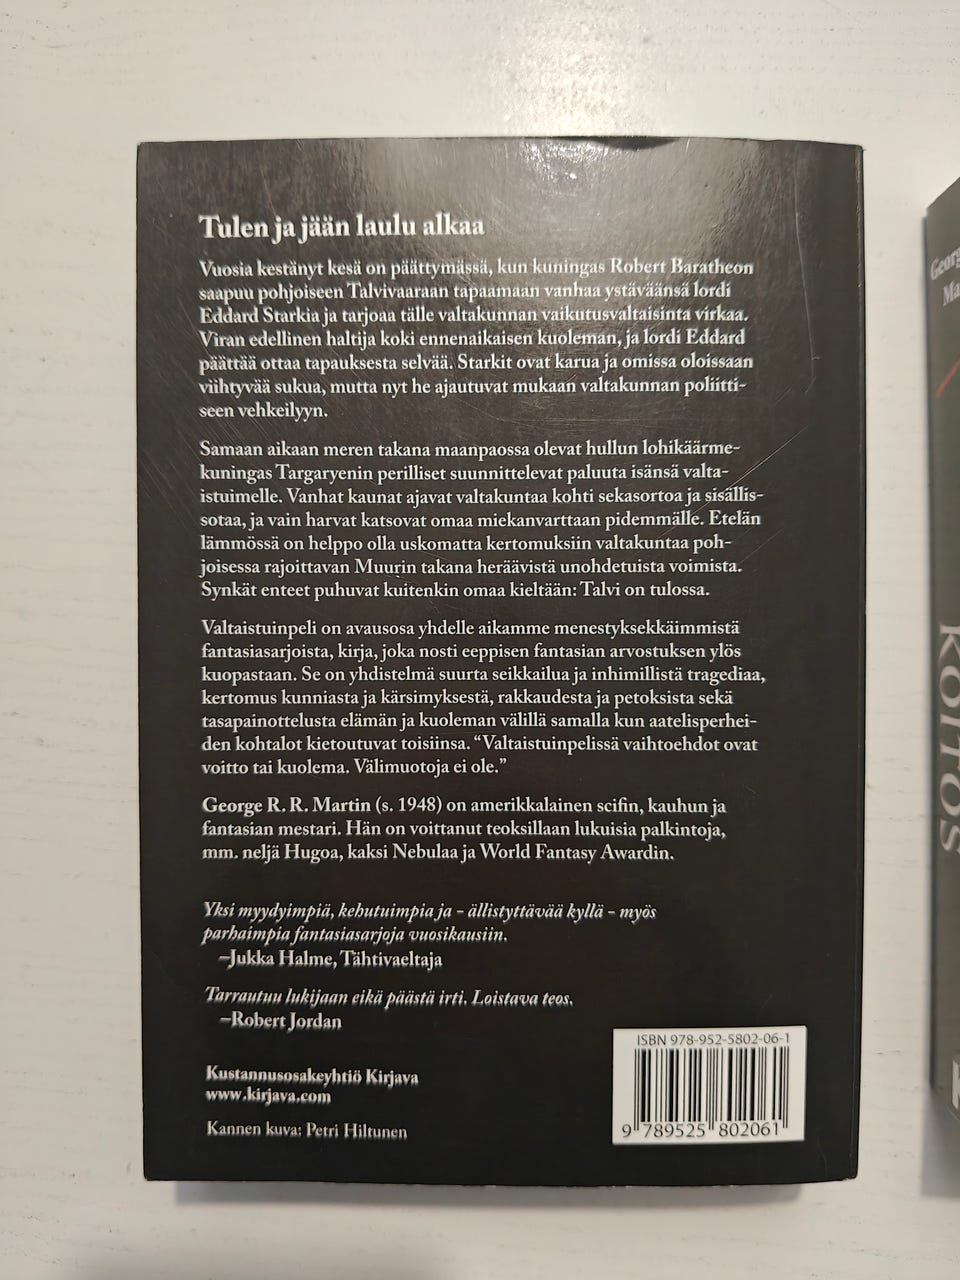 Tulen ja jään laulu alkaa
Vuosia kestänyt kesä on päättymässä, kun kuningas Robert Baratheon
saapuu pohjoiseen Talvivaaraan tapaamaan vanhaa ystäväänsä lordi
Eddard Starkia ja tarjoaa tälle valtakunnan vaikutusvaltaisinta virkaa.
Viran edellinen haltija koki ennenaikaisen kuoleman, ja lordi Eddard
päättää ottaa tapauksesta selvää. Starkit ovat karua ja omissa oloissaan
viihtyvää sukua, mutta nyt he ajautuvat mukaan valtakunnan poliitti-
seen vehkeilyyn.
Samaan aikaan meren takana maanpaossa olevat hullun lohikäärme-
kuningas Targaryenin perilliset suunnittelevat paluuta isänsä valta-
istuimelle. Vanhat kaunat ajavat valtakuntaa kohti sekasortoa ja sisällis-
sotaa, ja vain harvat katsovat omaa miekanvarttaan pidemmälle. Etelän
lämmössä on helppo olla uskomatta kertomuksiin valtakuntaa poh-
joisessa rajoittavan Muurin takana heräävistä unohdetuista voimista.
Synkät enteet puhuvat kuitenkin omaa kieltään: Talvi on tulossa.
Valtaistuinpeli on avausosa yhdelle aikamme menestyksekkäimmistä
fantasiasarjoista, kirja, joka nosti eeppisen fantasian arvostuksen ylös
kuopastaan. Se on yhdistelmä suurta seikkailua ja inhimillistä tragediaa,
kertomus kunniasta ja kärsimyksestä, rakkaudesta ja petoksista sekä
tasapainottelusta elämän ja kuoleman välillä samalla kun aatelisperhei-
den kohtalot kietoutuvat toisiinsa. “Valtaistuinpelissä vaihtoehdot ovat
voitto tai kuolema. Välimuotoja ei ole.”
George R. R. Martin (s. 1948) on amerikkalainen scifin, kauhun ja
fantasian mestari. Hän on voittanut teoksillaan lukuisia palkintoja,
mm. neljä Hugoa, kaksi Nebulaa ja World Fantasy Awardin.
Yksi myydyimpiä, kehutuimpia ja – ällistyttävää kyllä – myös
parhaimpia fantasiasarjoja vuosikausiin.
–Jukka Halme, Tähtivaeltaja
Tarrautuu lukijaan eikä päästä irti. Loistava teos.
–Robert Jordan
Kustannusosakeyhtiö Kirjava
www.kirjava.com
Kannen kuva: Petri Hiltunen
ISBN 978-952-5802-06-1
9 789525 802061
KOITOS